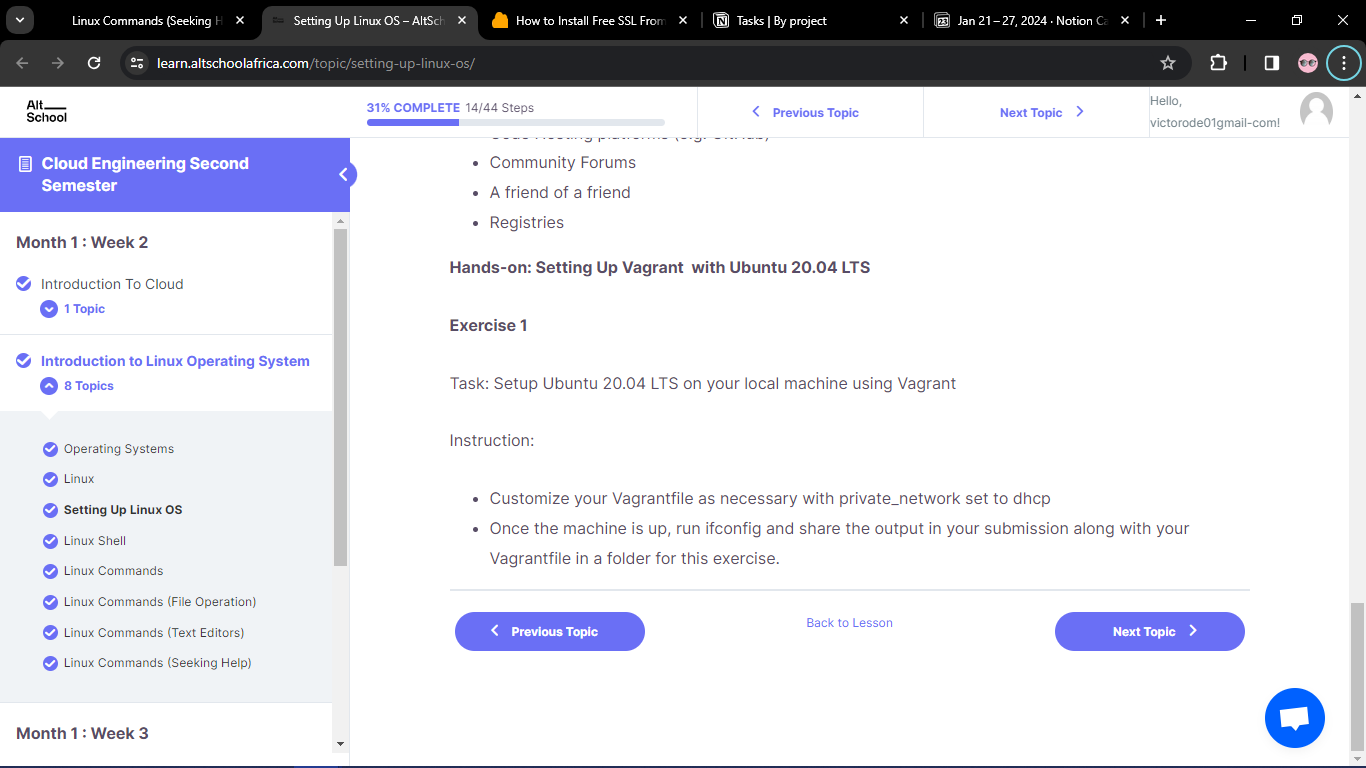 Linux Commands (Seeking H
Setting Up Linux OS – AltSch
How to Install Free SSL From
Tasks | By project
Jan 21 – 27, 2024 · Notion Ca
learn.altschoolafrica.com/topic/setting-up-linux-os/
Alt
School
31% COMPLETE 14/44 Steps
Previous Topic
Next Topic
Hello,
victorode01gmail-com!
Cloud Engineering Second
Semester
Month 1 : Week 2
Introduction To Cloud
1 Topic
Introduction to Linux Operating System
8 Topics
Operating Systems
Linux
Setting Up Linux OS
Linux Shell
Linux Commands
Linux Commands (File Operation)
Linux Commands (Text Editors)
Linux Commands (Seeking Help)
Month 1 : Week 3
Code Hosting platforms (e.g. GitHub)
Community Forums
A friend of a friend
Registries
Hands-on: Setting Up Vagrant with Ubuntu 20.04 LTS
Exercise 1
Task: Setup Ubuntu 20.04 LTS on your local machine using Vagrant
Instruction:
Customize your Vagrantfile as necessary with private_network set to dhcp
Once the machine is up, run ifconfig and share the output in your submission along with your
Vagrantfile in a folder for this exercise.
Previous Topic
Back to Lesson
Next Topic